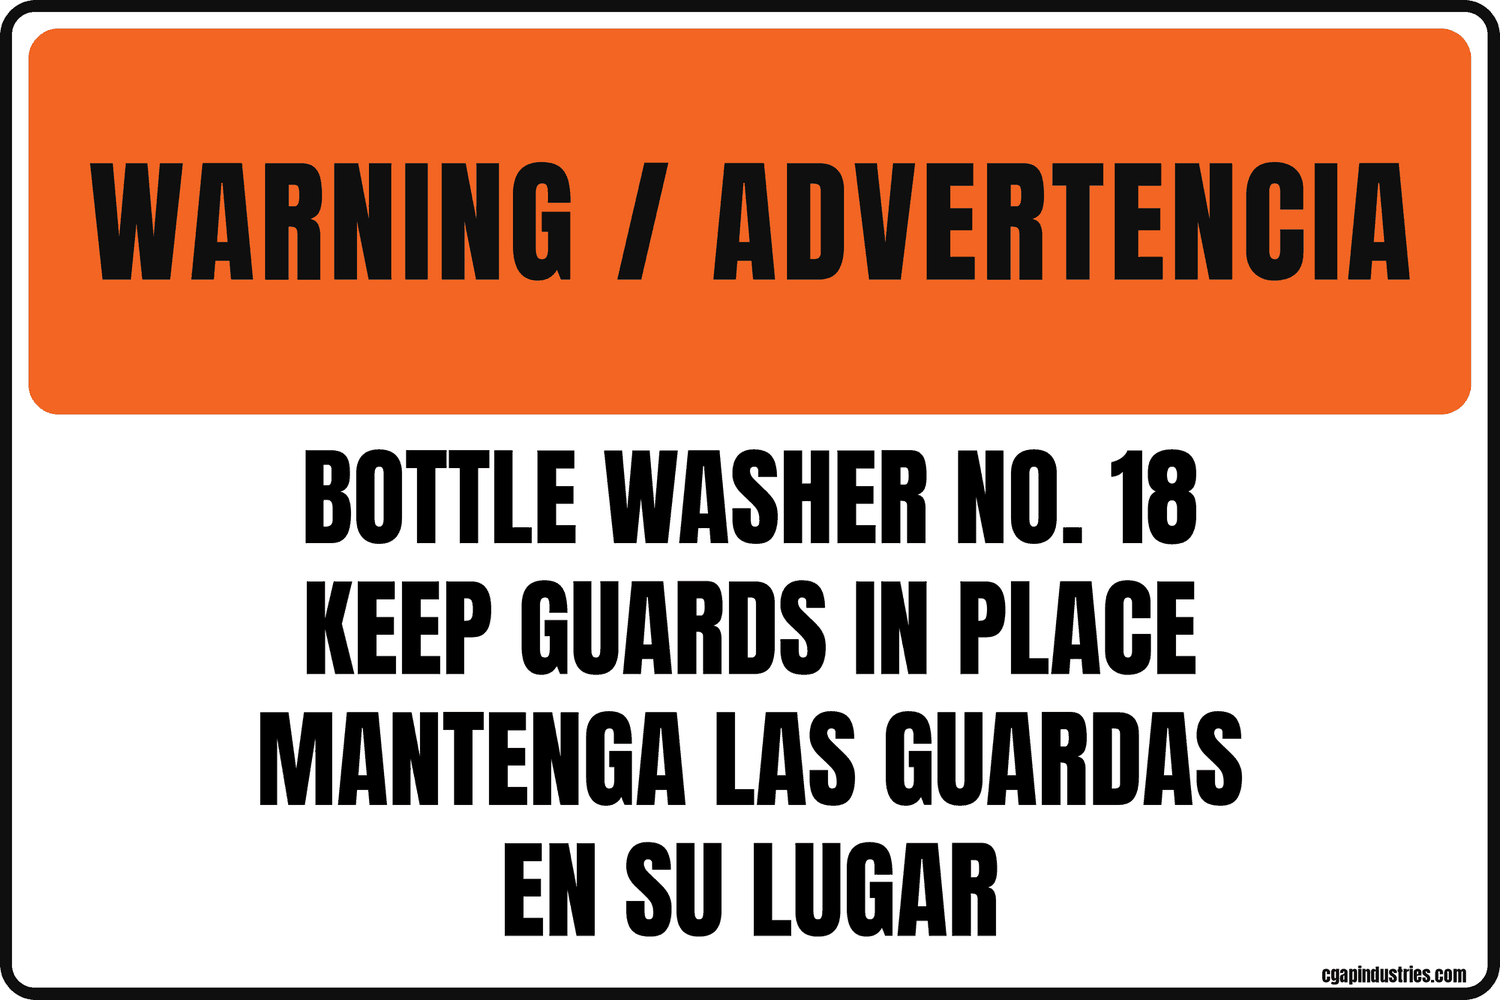 WARNING / ADVERTENCIA
BOTTLE WASHER NO. 18
KEEP GUARDS IN PLACE
MANTENGA LAS GUARDAS
EN SU LUGAR
cgapindustries.com